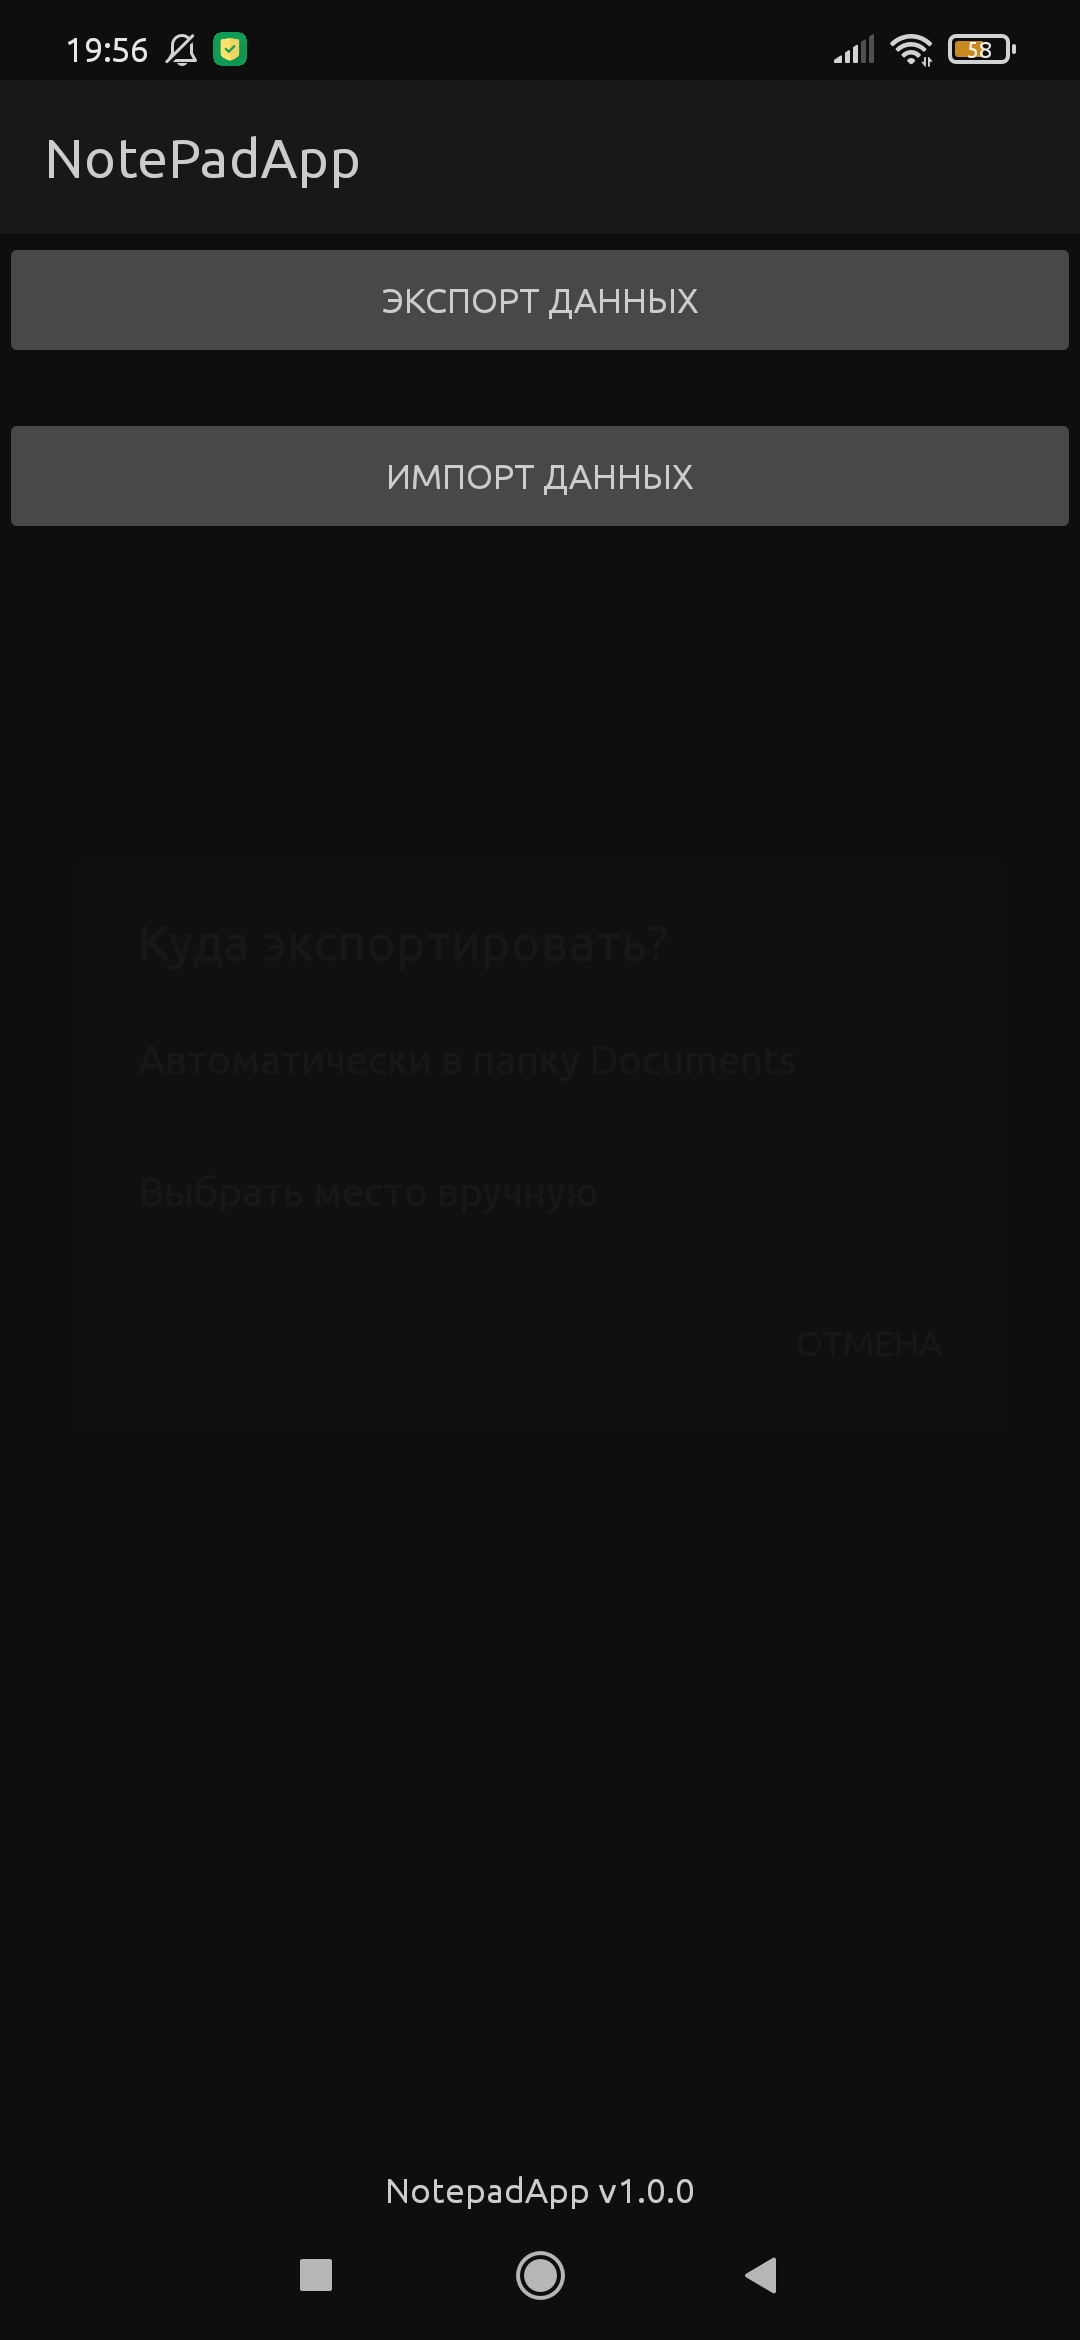 19:56
58
NotePadApp
ЭКСПОРТ ДАННЫХ
ИМПОРТ ДАННЫХ
Куда экспортировать?
Автоматически в папку Documents
Выбрать место вручную
ОТМЕНА
NotepadApp v1.0.0